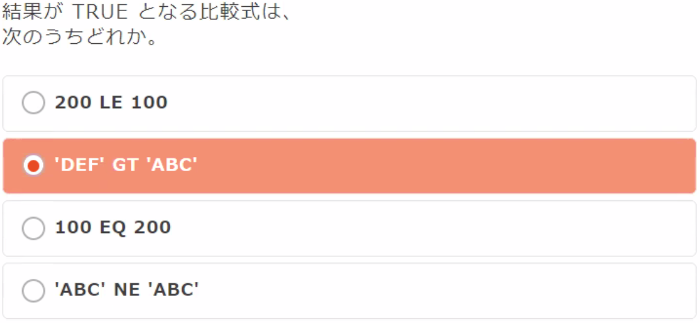 結果が TRUE となる比較式は、
次のうちどれか。
200 LE 100
'DEF' GT 'ABC'
100 EQ 200
'ABC' NE 'ABC'